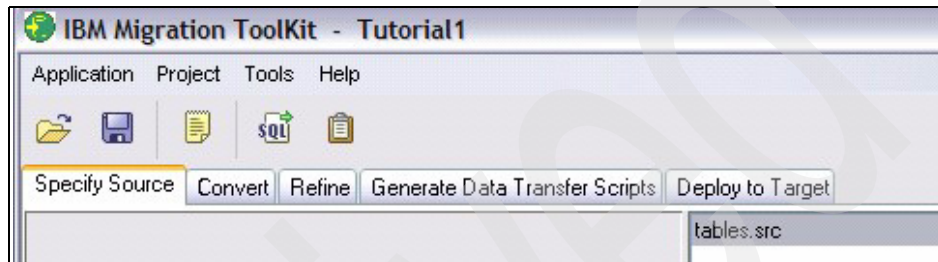 IBM Migration ToolKit - Tutorial1
Application Project Tools Help
SQL
Specify Source Convert Refine Generate Data Transfer Scripts Deploy to Target
tables.src